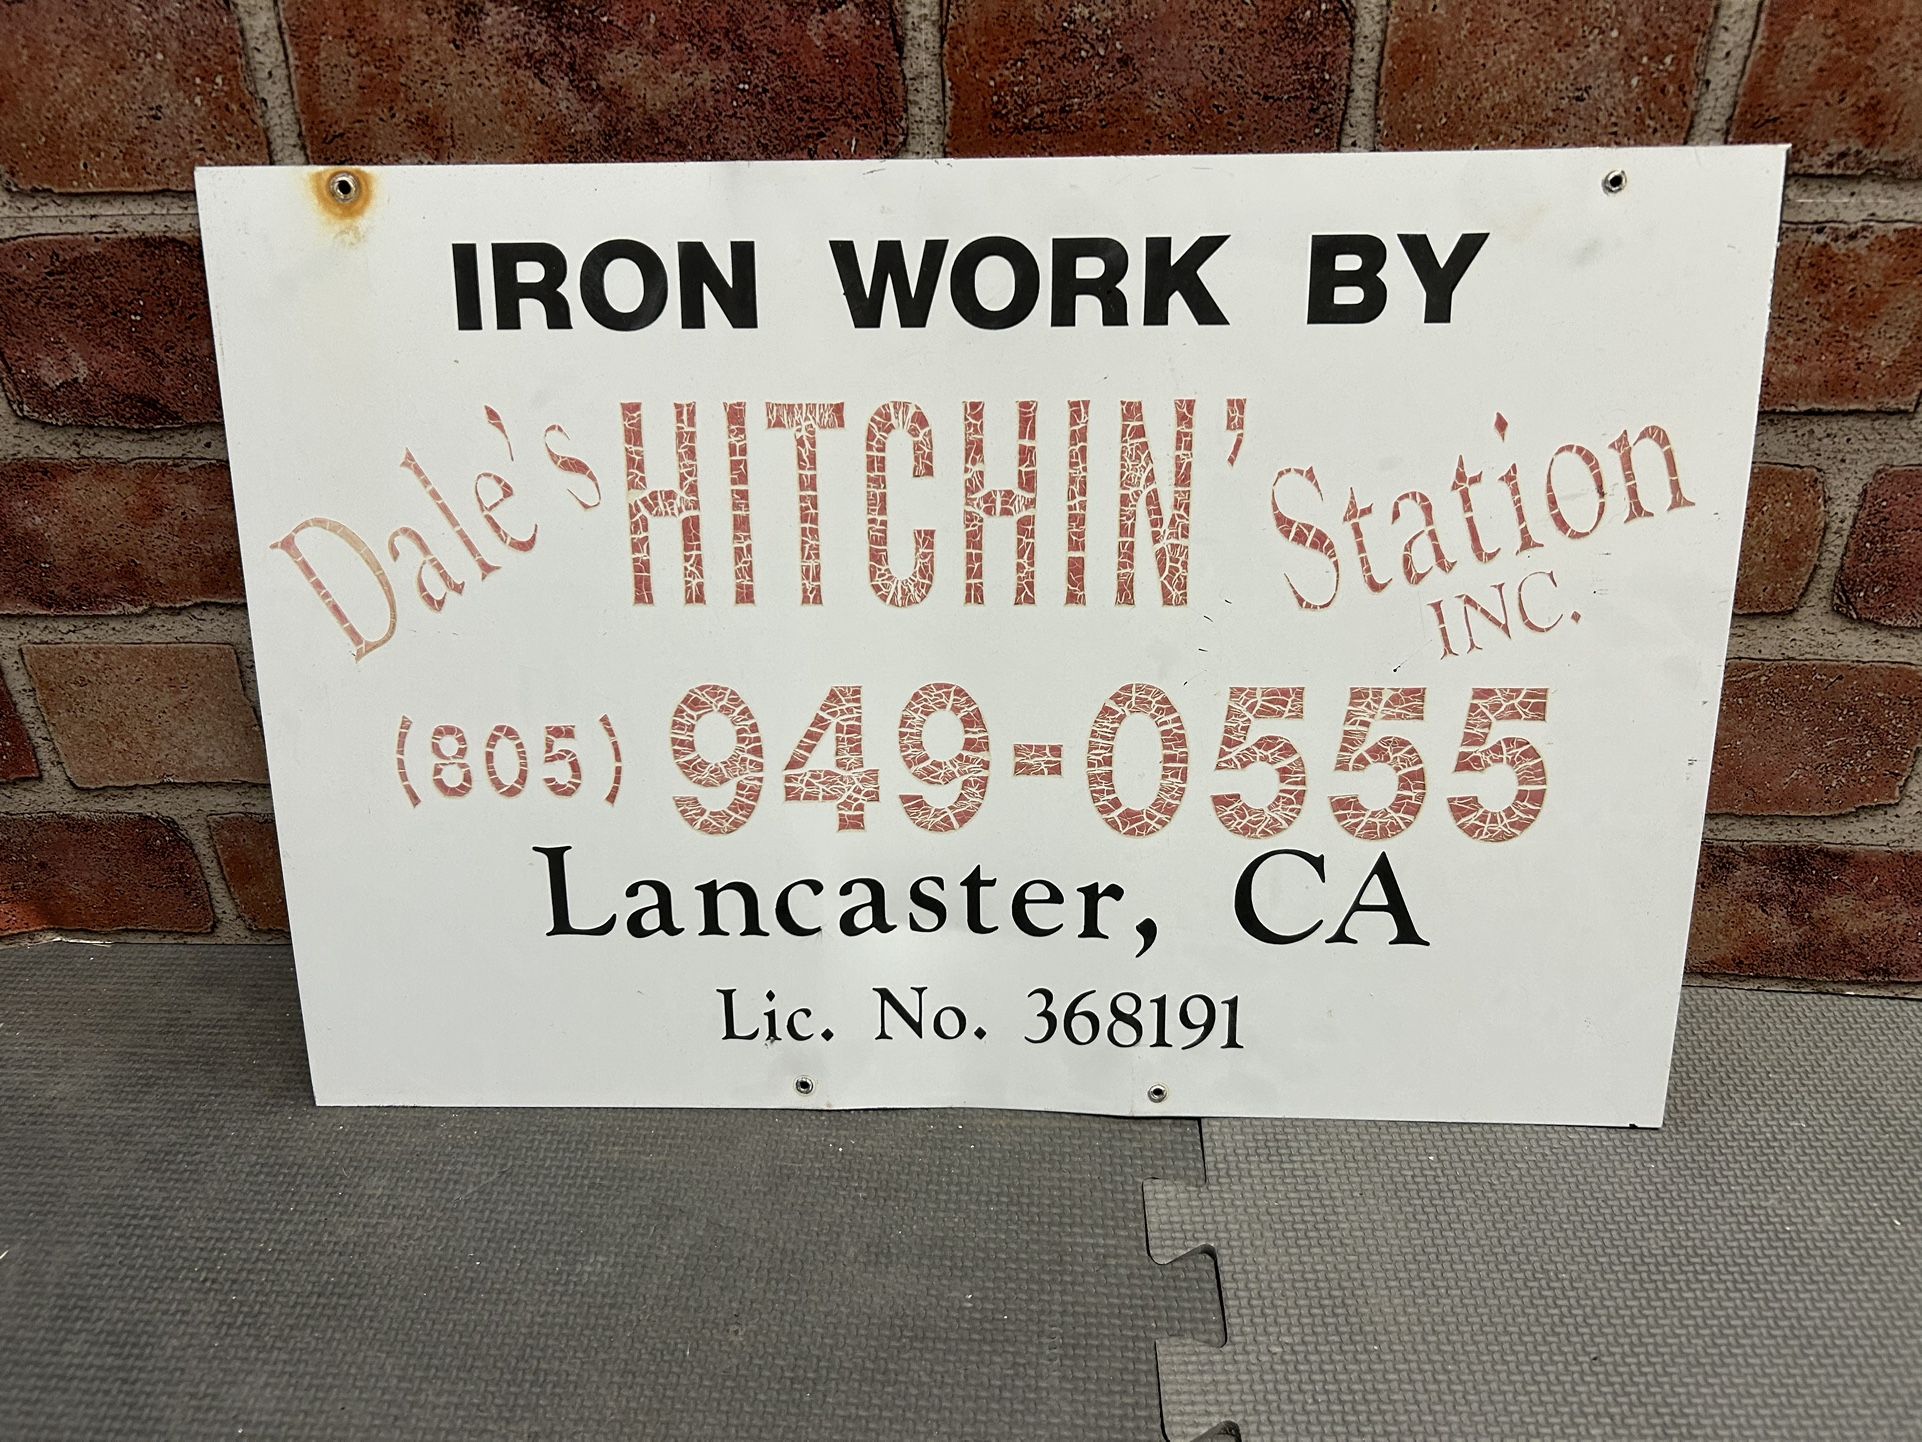 IRON WORK BY
Dale's HITCHIN' Station
INC.
(805) 949-0555
Lancaster, CA
Lic. No. 368191